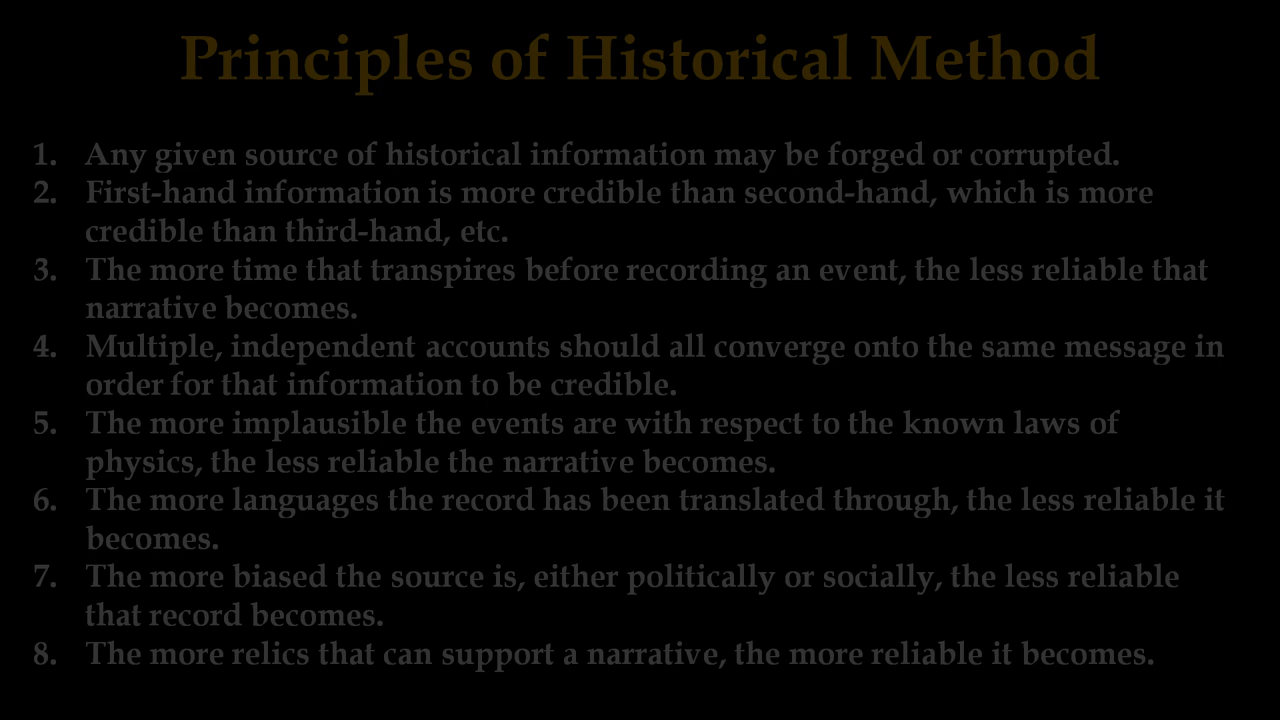 Principles of Historical Method
1. Any given source of historical information may be forged or corrupted.
2. First-hand information is more credible than second-hand, which is more
credible than third-hand, etc.
3. The more time that transpires before recording an event, the less reliable that
narrative becomes.
4. Multiple, independent accounts should all converge onto the same message in
order for that information to be credible.
5. The more implausible the events are with respect to the known laws of
physics, the less reliable the narrative becomes.
6. The more languages the record has been translated through, the less reliable it
becomes.
7. The more biased the source is, either politically or socially, the less reliable
that record becomes.
8. The more relics that can support a narrative, the more reliable it becomes.